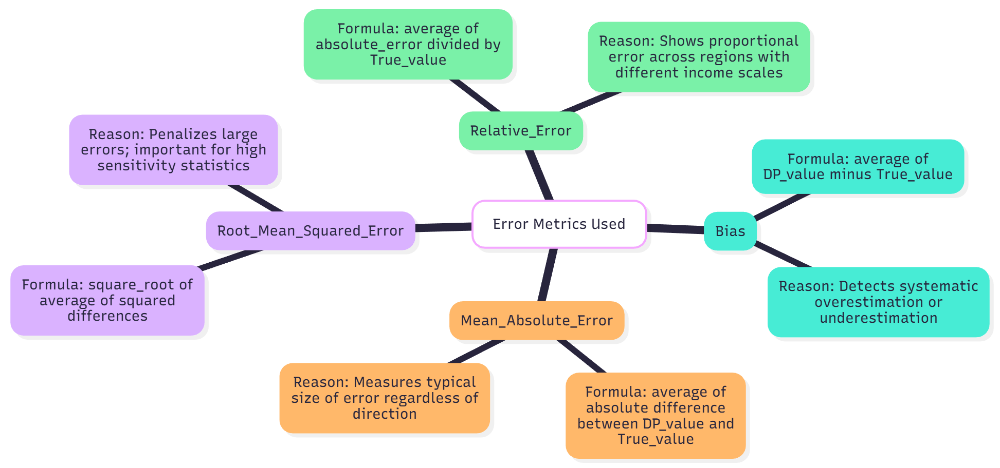 Formula: average of
absolute_error divided by
True_value
Reason: Shows proportional
error across regions with
different income scales
Relative_Error
Reason: Penalizes large
errors; important for high
sensitivity statistics
Root_Mean_Squared_Error
Formula: square_root of
average of squared
differences
Error Metrics Used
Formula: average of
DP_value minus True_value
Bias
Reason: Detects systematic
overestimation or
underestimation
Mean_Absolute_Error
Reason: Measures typical
size of error regardless of
direction
Formula: average of
absolute difference
between DP_value and
True_value